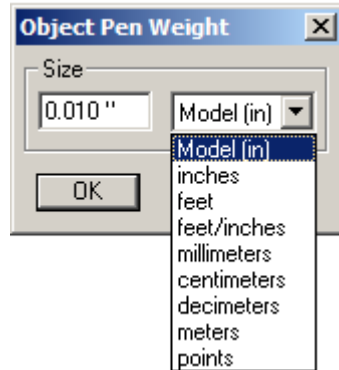 Object Pen Weight
Size
0.010 "
Model (in)
Model (in)
inches
feet
feet/inches
millimeters
centimeters
decimeters
meters
points
OK